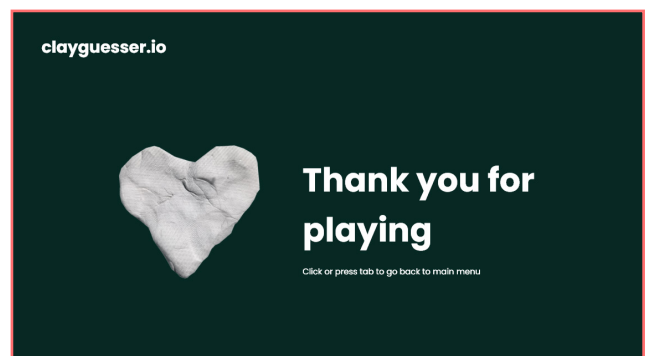 clayguesser.io
Thank you for
playing
Click or press tab to go back to main menu